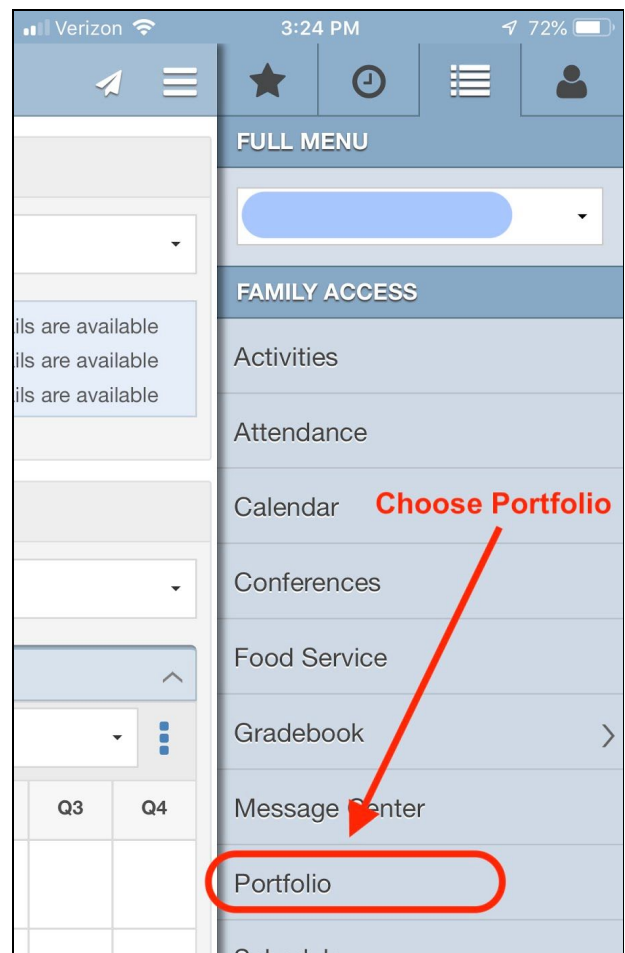 Verizon 3:24 PM 72%
FULL MENU
FAMILY ACCESS
ils are available
ils are available
ils are available
Activities
Attendance
Calendar
Choose Portfolio
Conferences
Food Service
Gradebook
Q3 Q4
Message Center
Portfolio